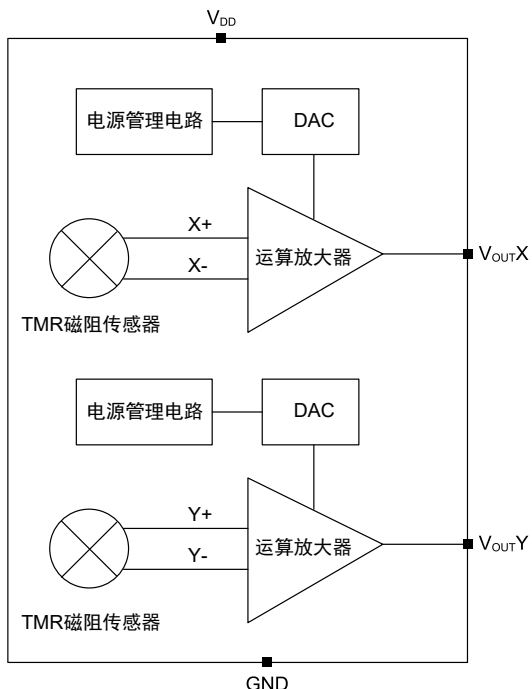 VDD
电源管理电路
DAC
X+
X-
运算放大器
VOUTX
TMR磁阻传感器
电源管理电路
DAC
Y+
Y-
运算放大器
VOUTY
TMR磁阻传感器
GND